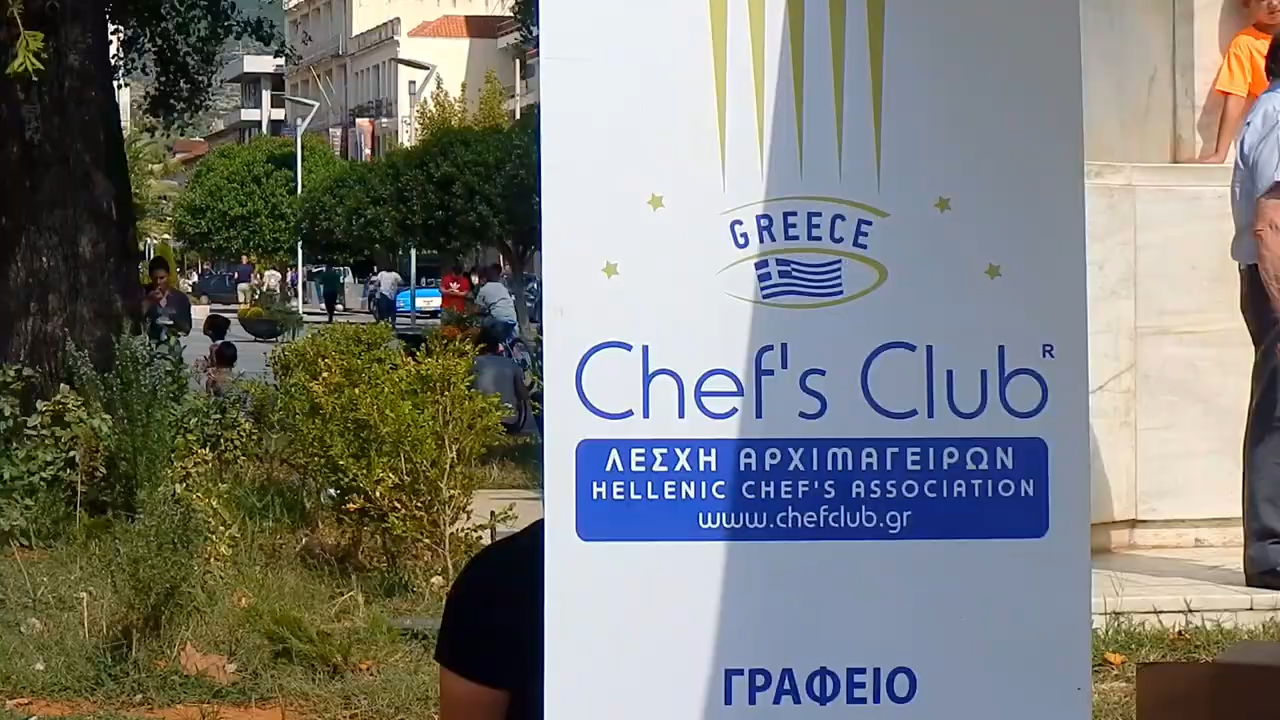 GREECE
Chef's Club R
ΛΕΣΧΗ ΑΡΧΙΜΑΓΕΙΡΩΝ
HELLENIC CHEF'S ASSOCIATION
www.chefclub.gr
ΓΡΑΦΕΙΟ